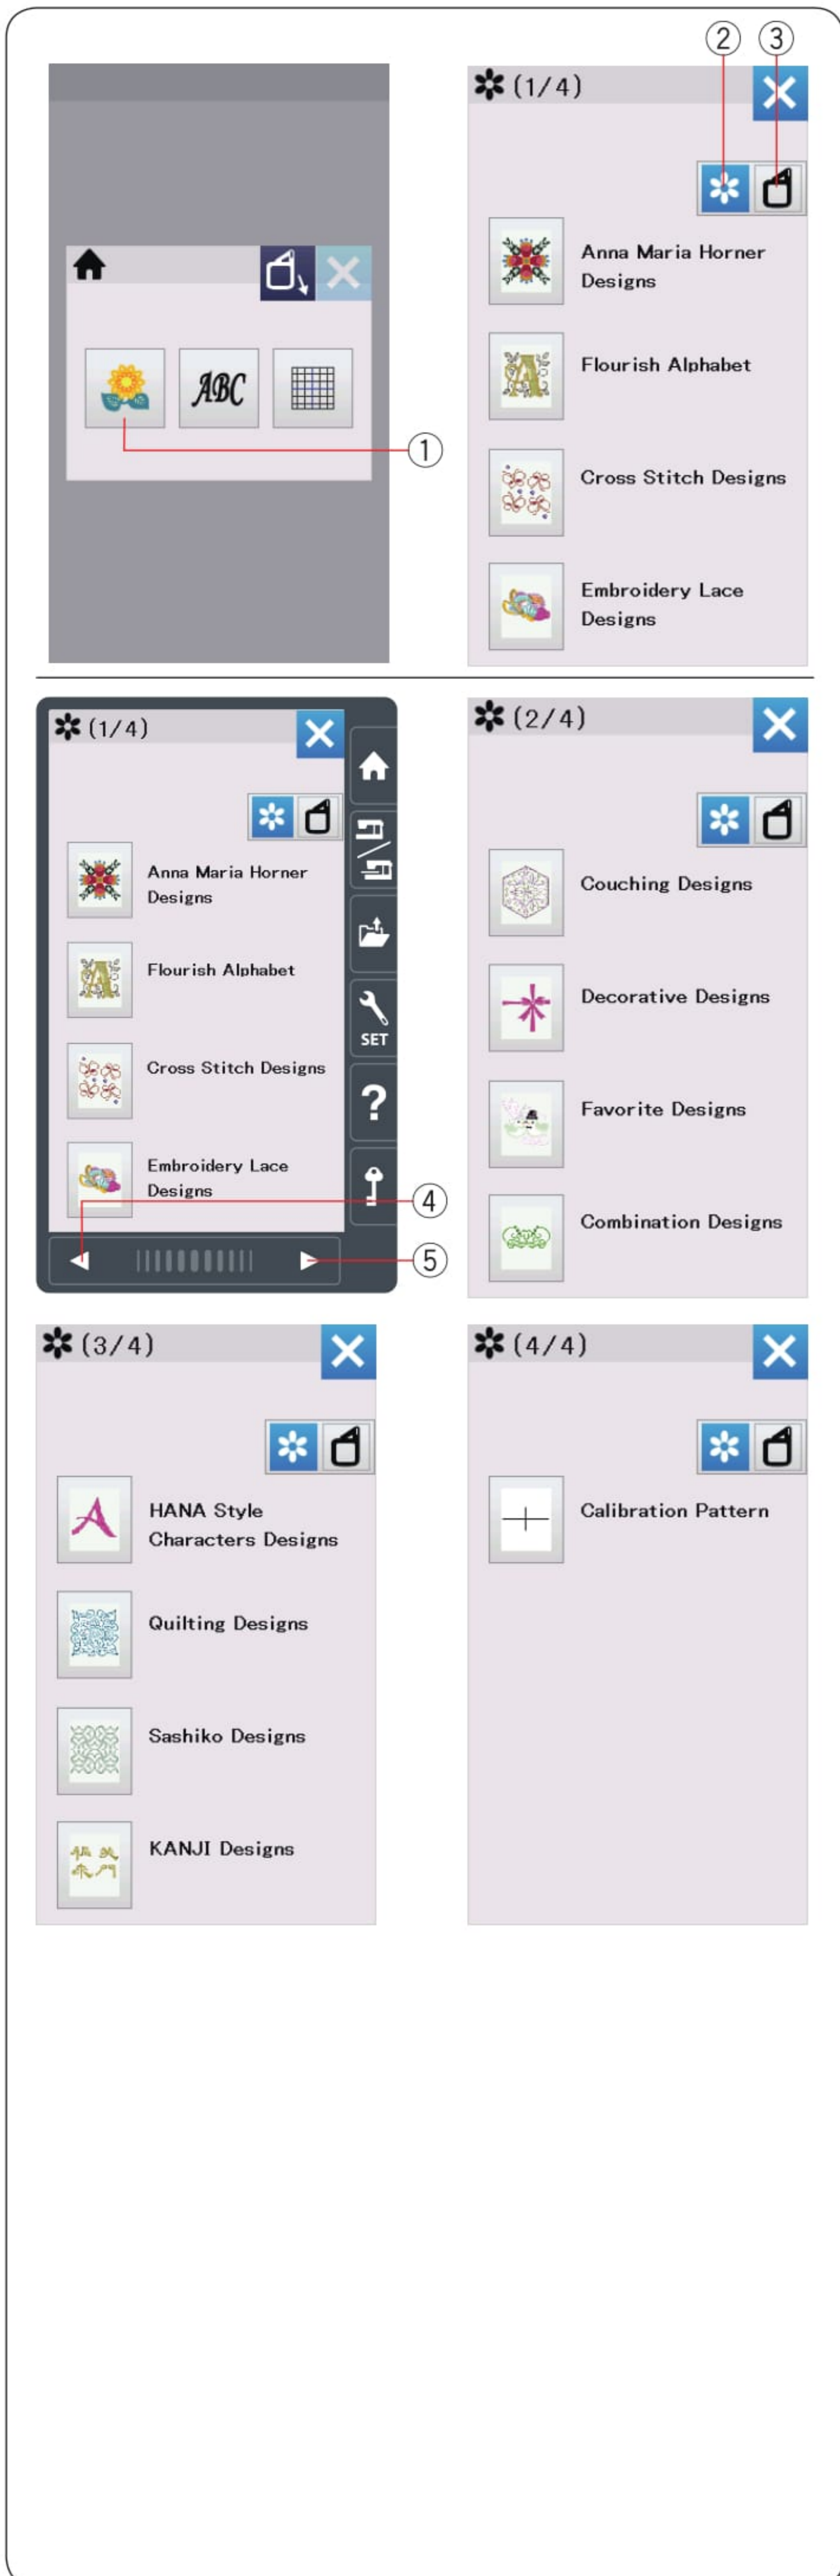 ② ③
(1/4)
ABC
①
Anna Maria Horner
Designs
Flourish Alphabet
Cross Stitch Designs
Embroidery Lace
Designs
(1/4)
Anna Maria Horner
Designs
Flourish Alphabet
Cross Stitch Designs
Embroidery Lace
Designs
SET
?
④
⑤
(2/4)
Couching Designs
Decorative Designs
Favorite Designs
Combination Designs
(3/4)
A
HANA Style
Characters Designs
Quilting Designs
Sashiko Designs
KANJI Designs
(4/4)
Calibration Pattern